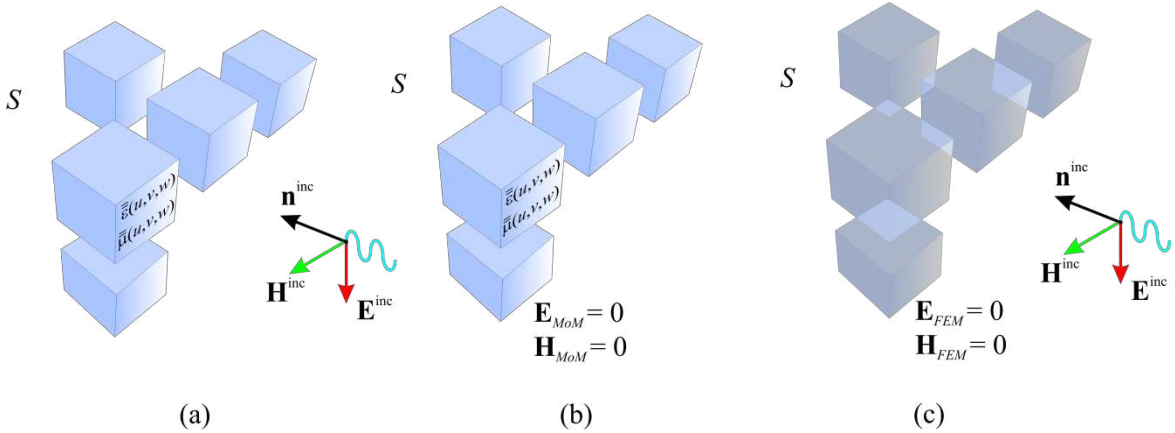 S
ε̿(u,v,w)
μ̿(u,v,w)
n^inc
H^inc
E^inc
(a)
S
ε̿(u,v,w)
μ̿(u,v,w)
E_MoM = 0
H_MoM = 0
(b)
S
n^inc
H^inc
E^inc
E_FEM = 0
H_FEM = 0
(c)